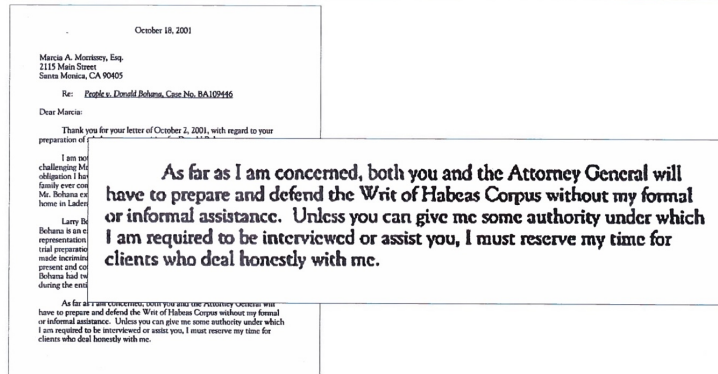 October 18, 2001
Marcia A. Morrissey, Esq.
2115 Main Street
Santa Monica, CA 90405
Re: People v. Donald Bohana, Case No. BA109446
Dear Marcia:
Thank you for your letter of October 2, 2001, with regard to your
preparation of
I am not
challenging
obligation I
family ever con
Mr. Bohana ex
home in Laden
Larry
Bohana is an e
representation
trial preparatio
made incrimin
present and co
Bohana had tw
during the enti
As far as I am concerned, both you and the Attorney General will
have to prepare and defend the Writ of Habeas Corpus without my formal
or informal assistance. Unless you can give me some authority under which
I am required to be interviewed or assist you, I must reserve my time for
clients who deal honestly with me.
As far as I am concerned, both you and the Attorney General will
have to prepare and defend the Writ of Habeas Corpus without my formal
or informal assistance. Unless you can give me some authority under which
I am required to be interviewed or assist you, I must reserve my time for
clients who deal honestly with me.